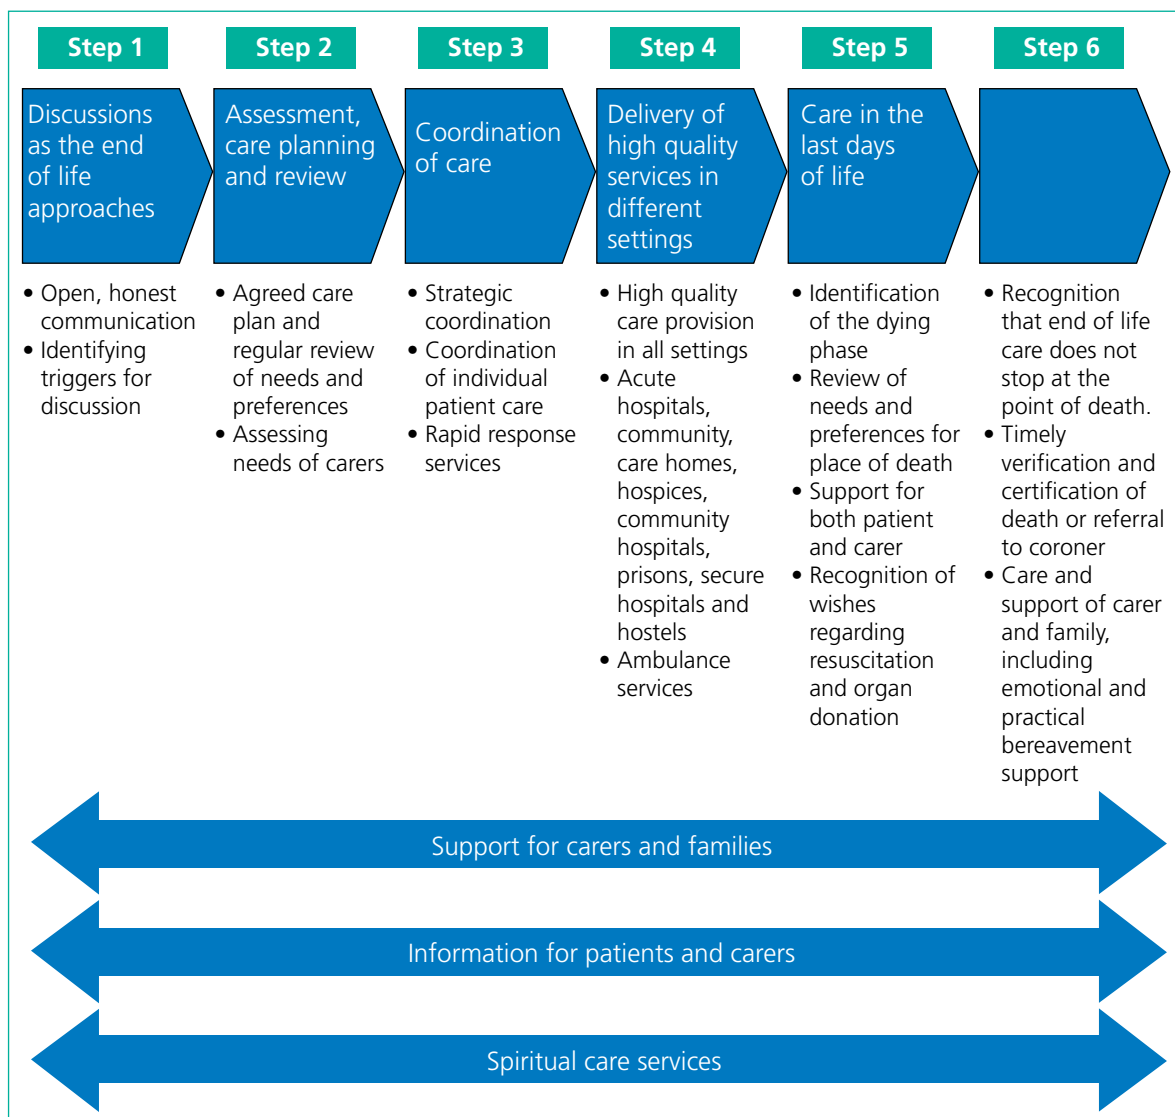 Step 1
Discussions
as the end
of life
approaches
• Open, honest
communication
• Identifying
triggers for
discussion
Step 2
Assessment,
care planning
and review
• Agreed care
plan and
regular review
of needs and
preferences
• Assessing
needs of carers
Step 3
Coordination
of care
• Strategic
coordination
• Coordination
of individual
patient care
• Rapid response
services
Step 4
Delivery of
high quality
services in
different
settings
• High quality
care provision
in all settings
• Acute
hospitals,
community,
care homes,
hospices,
community
hospitals,
prisons, secure
hospitals and
hostels
• Ambulance
services
Step 5
Care in the
last days
of life
• Identification
of the dying
phase
• Review of
needs and
preferences for
place of death
• Support for
both patient
and carer
• Recognition of
wishes
regarding
resuscitation
and organ
donation
Step 6
• Recognition
that end of life
care does not
stop at the
point of death.
• Timely
verification and
certification of
death or referral
to coroner
• Care and
support of carer
and family,
including
emotional and
practical
bereavement
support
Support for carers and families
Information for patients and carers
Spiritual care services